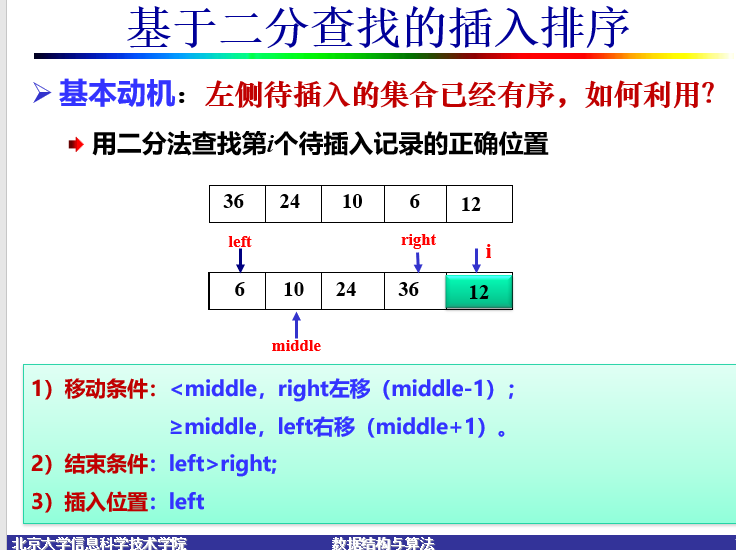 基于二分查找的插入排序
基本动机：左侧待插入的集合已经有序，如何利用？
用二分法查找第i个待插入记录的正确位置
36 24 10 6 12
left right i
6 10 24 36 12
middle
1）移动条件：<middle，right左移（middle-1）；
≥middle，left右移（middle+1）。
2）结束条件：left>right;
3）插入位置：left
北京大学信息科学技术学院 数据结构与算法